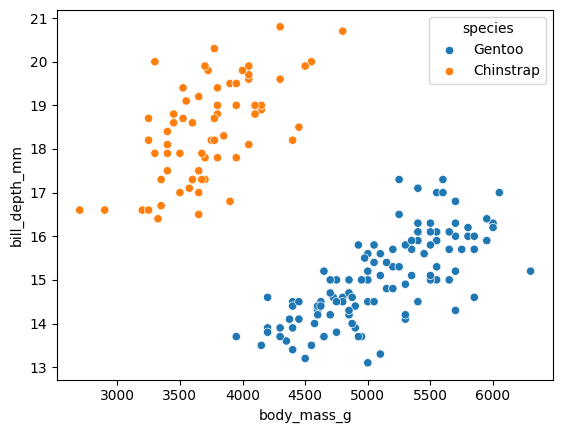 species
Gentoo
Chinstrap
21
20
19
18
17
16
15
14
13
bill_depth_mm
3000 3500 4000 4500 5000 5500 6000
body_mass_g